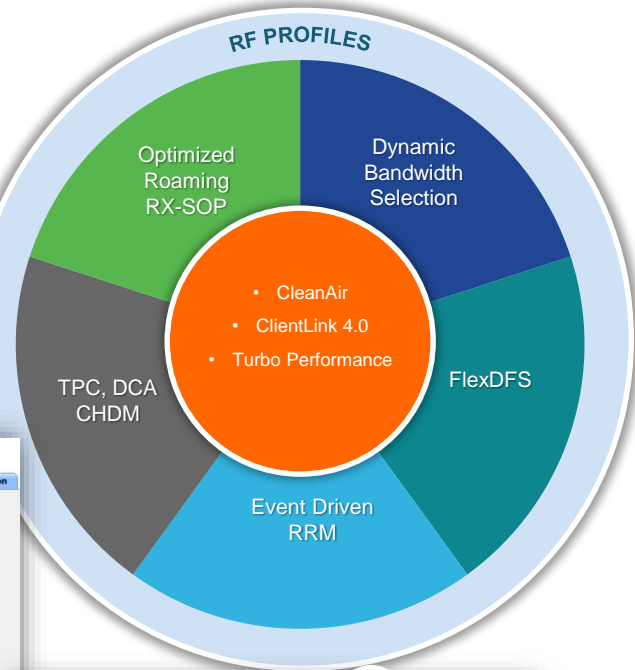 RF PROFILES
Optimized
Roaming
RX-SOP
Dynamic
Bandwidth
Selection
• CleanAir
• ClientLink 4.0
• Turbo Performance
TPC, DCA
CHDM
FlexDFS
Event Driven
RRM